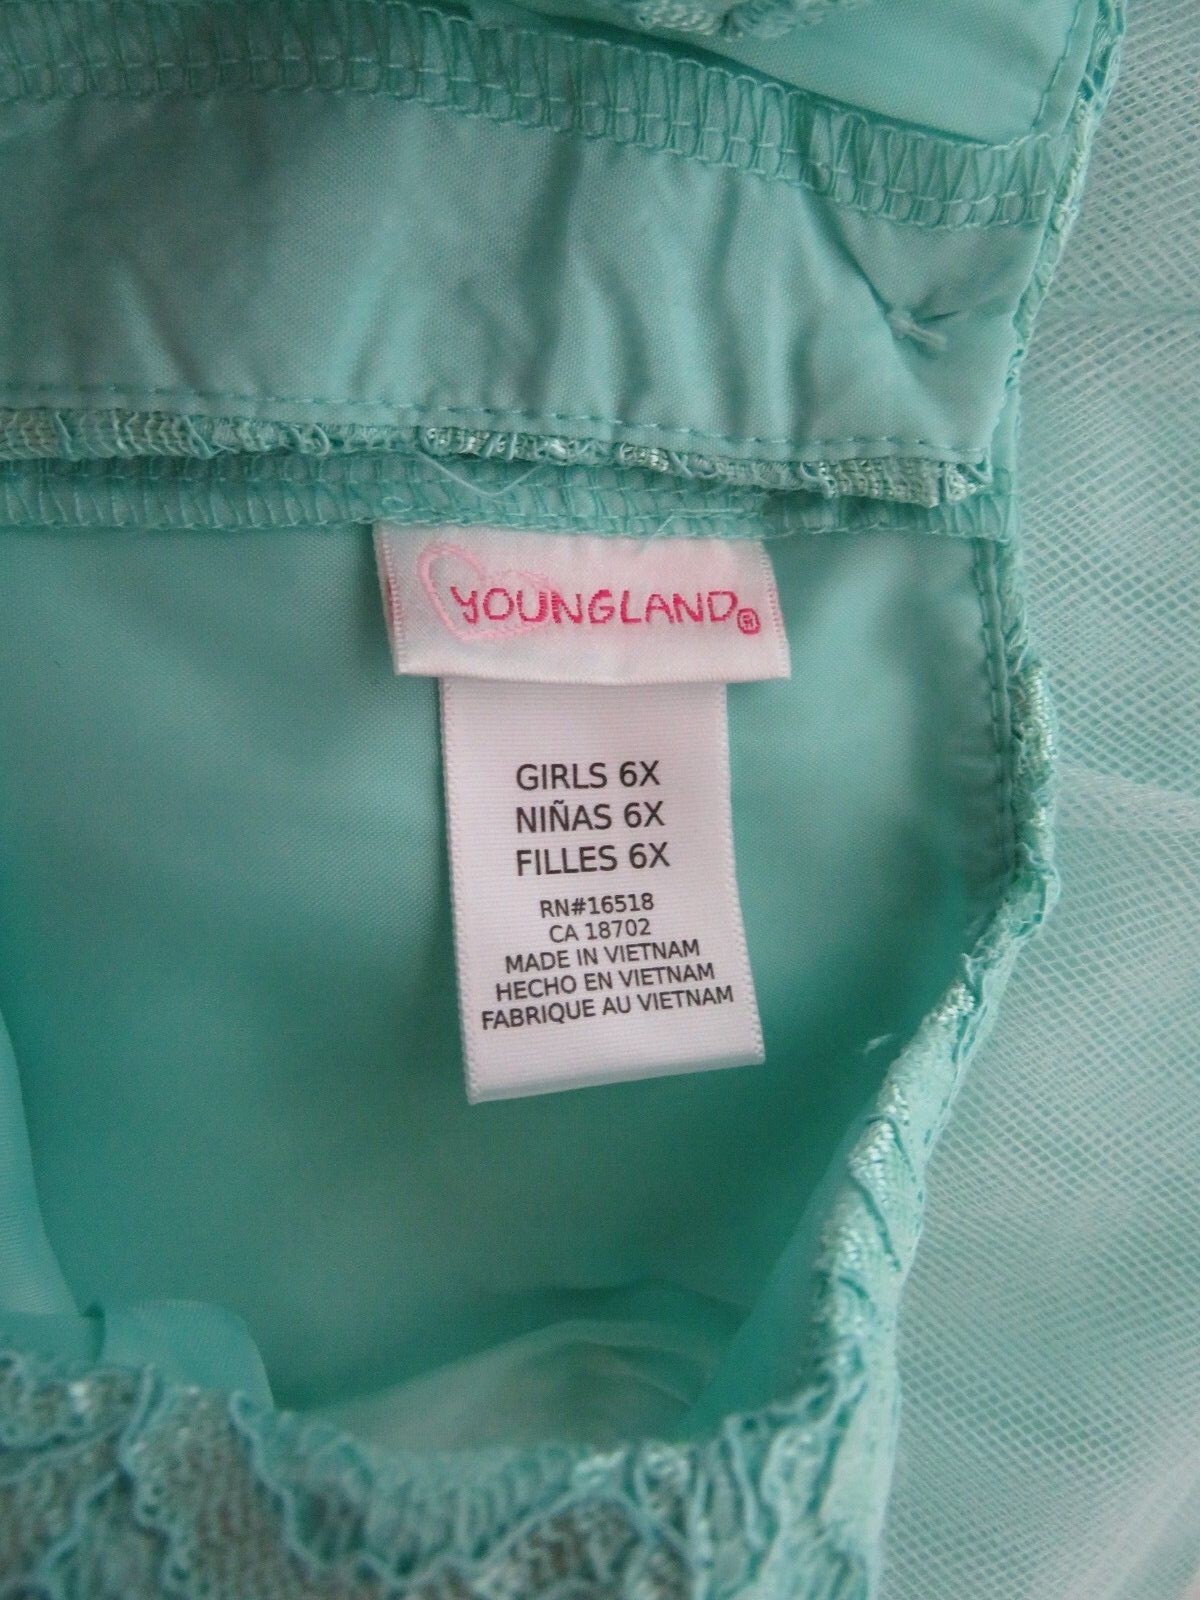 YOUNGLAND®
GIRLS 6X
NIÑAS 6X
FILLES 6X
RN#16518
CA 18702
MADE IN VIETNAM
HECHO EN VIETNAM
FABRIQUE AU VIETNAM